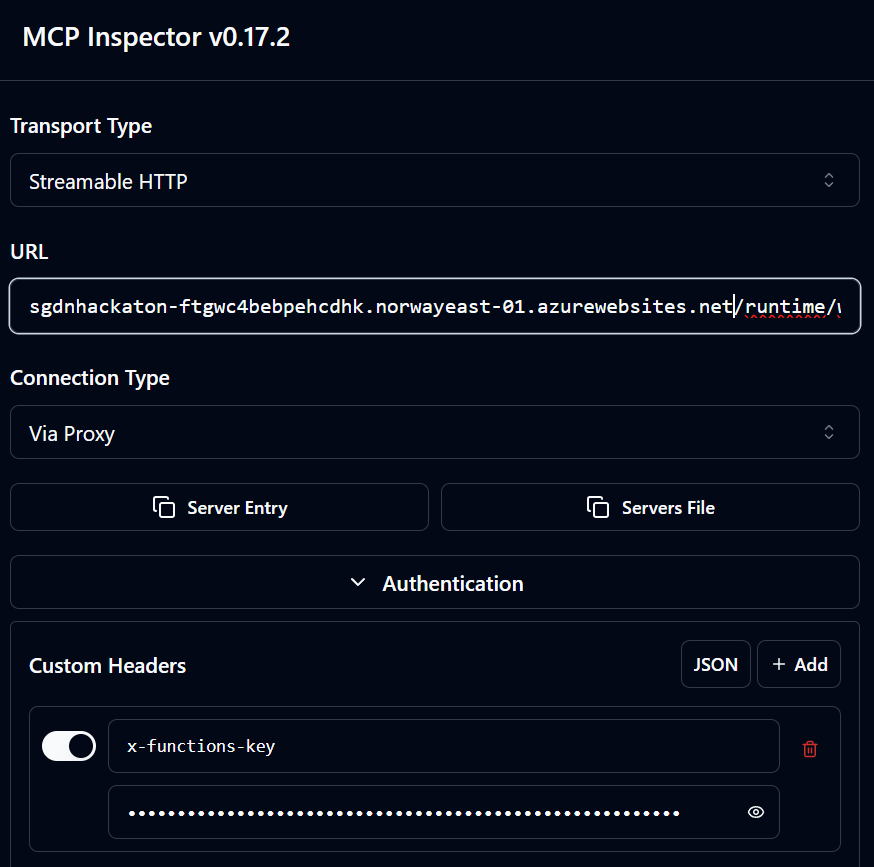 MCP Inspector v0.17.2
Transport Type
Streamable HTTP
URL
sgdnhackaton-ftgwc4bebpehcdhk.norwayeast-01.azurewebsites.net/runtime/
Connection Type
Via Proxy
Server Entry
Servers File
Authentication
Custom Headers
JSON
+ Add
x-functions-key